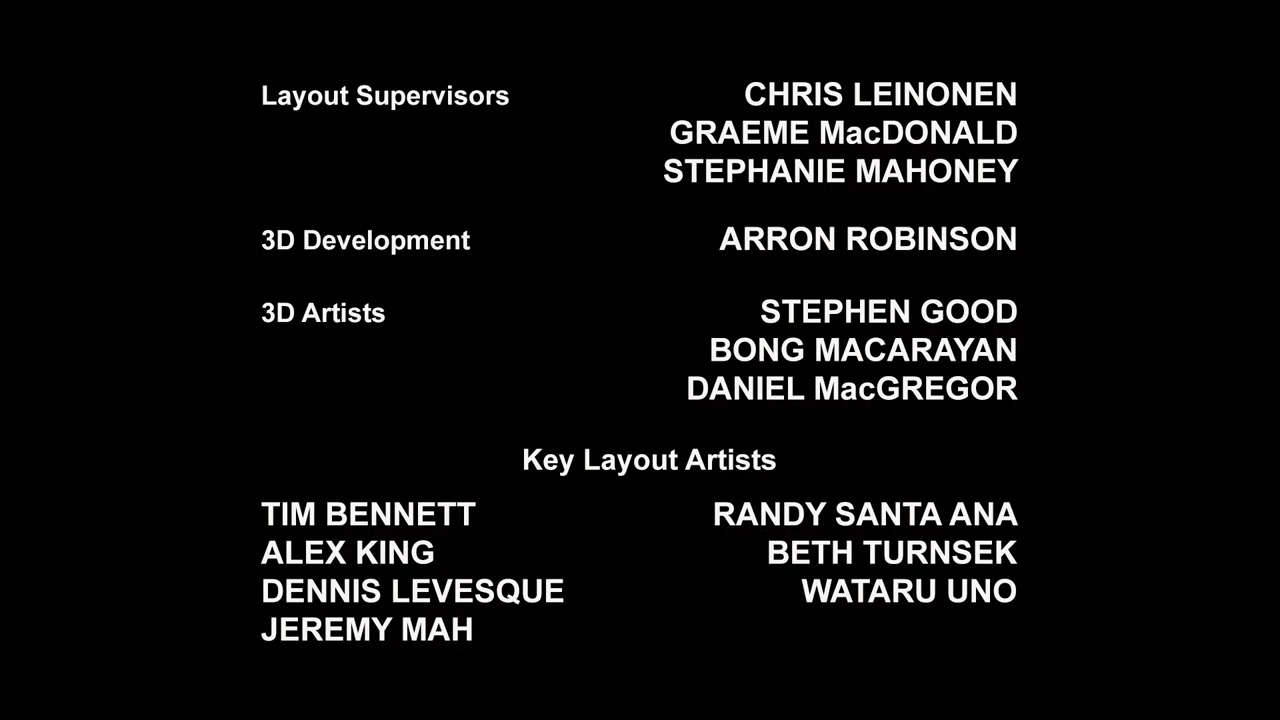 Layout Supervisors CHRIS LEINONEN
GRAEME MacDONALD
STEPHANIE MAHONEY
3D Development ARRON ROBINSON
3D Artists STEPHEN GOOD
BONG MACARAYAN
DANIEL MacGREGOR
Key Layout Artists
TIM BENNETT RANDY SANTA ANA
ALEX KING BETH TURNSEK
DENNIS LEVESQUE WATARU UNO
JEREMY MAH